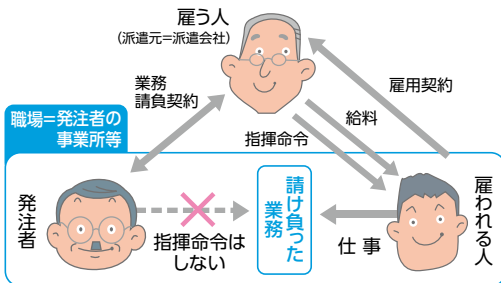 雇う人
(派遣元=派遣会社)
業務
請負契約
雇用契約
給料
指揮命令
職場=発注者の
事業所等
発注者
指揮命令は
しない
請け負った
業務
仕事
雇われる人